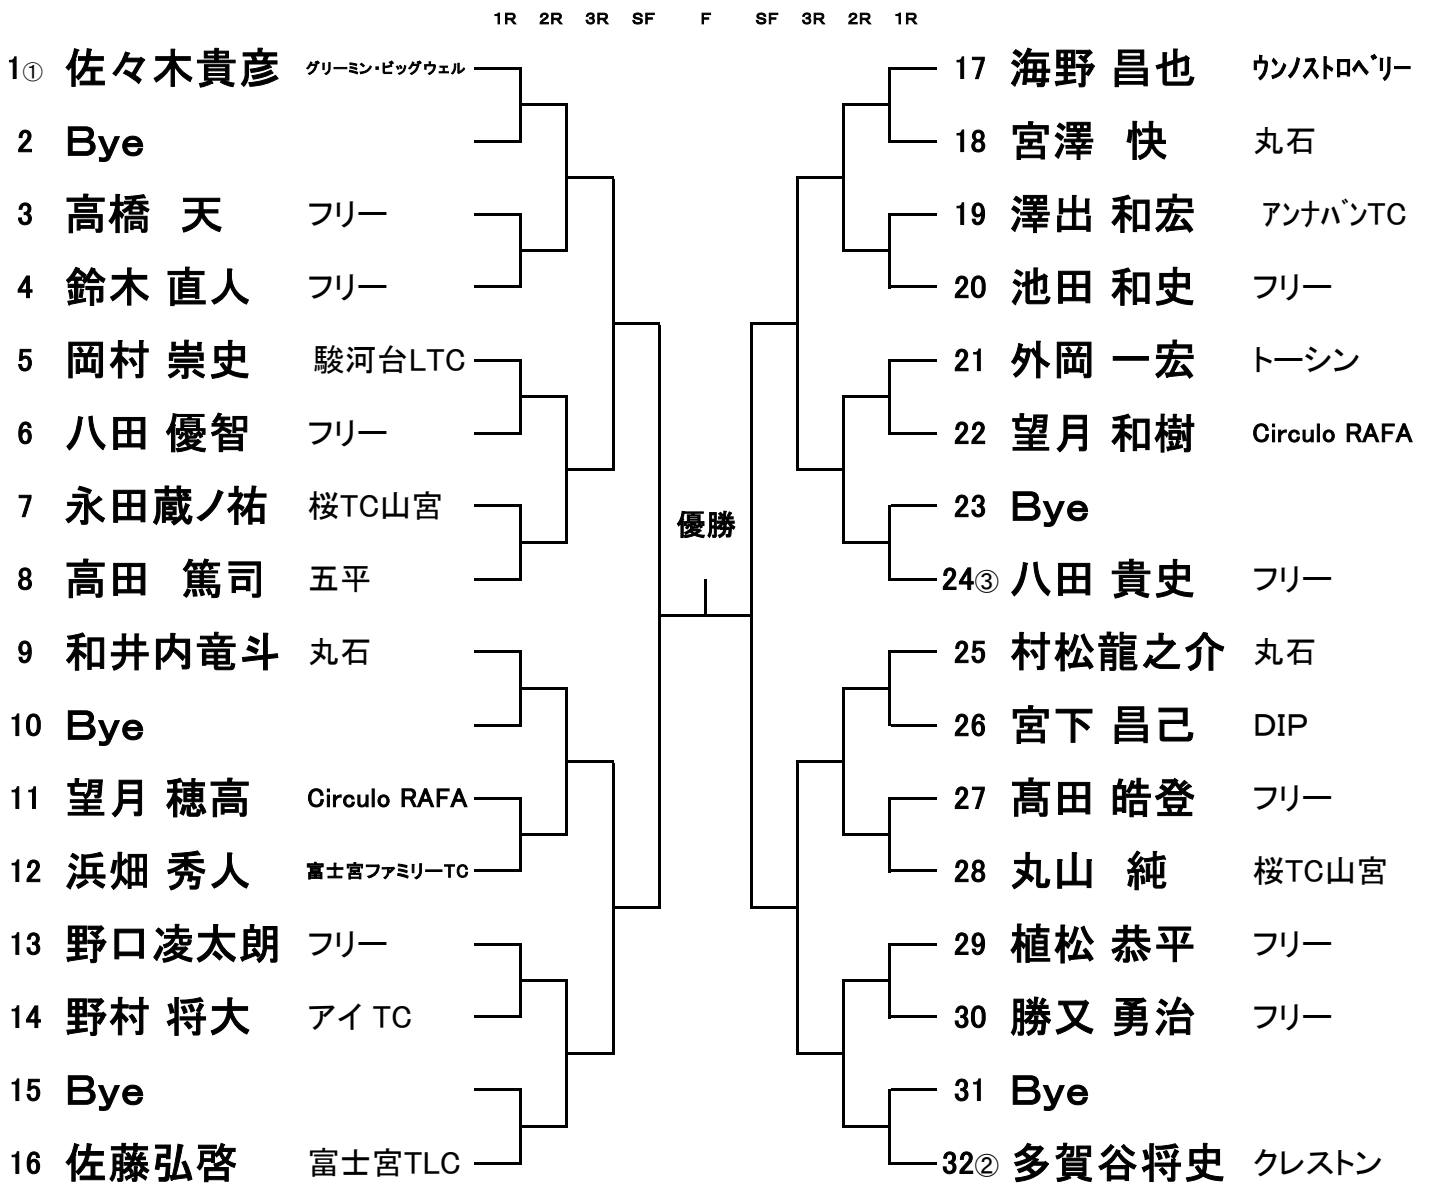 1R 2R 3R SF F SF 3R 2R 1R
1① 佐々木貴彦 グリーミン・ビッグウェル
2 Bye
3 高橋 天 フリー
4 鈴木 直人 フリー
5 岡村 崇史 駿河台LTC
6 八田 優智 フリー
7 永田蔵ノ祐 桜TC山宮
8 高田 篤司 五平
9 和井内竜斗 丸石
10 Bye
11 望月 穂高 Circulo RAFA
12 浜畑 秀人 富士宮ファミリーTC
13 野口凌太朗 フリー
14 野村 将大 アイ TC
15 Bye
16 佐藤弘啓 富士宮TLC
優勝
17 海野 昌也 ウンノストロベリー
18 宮澤 快 丸石
19 澤出 和宏 アンナバンTC
20 池田 和史 フリー
21 外岡 一宏 トーシン
22 望月 和樹 Circulo RAFA
23 Bye
24③ 八田 貴史 フリー
25 村松龍之介 丸石
26 宮下 昌己 DIP
27 髙田 皓登 フリー
28 丸山 純 桜TC山宮
29 植松 恭平 フリー
30 勝又 勇治 フリー
31 Bye
32② 多賀谷将史 クレストン